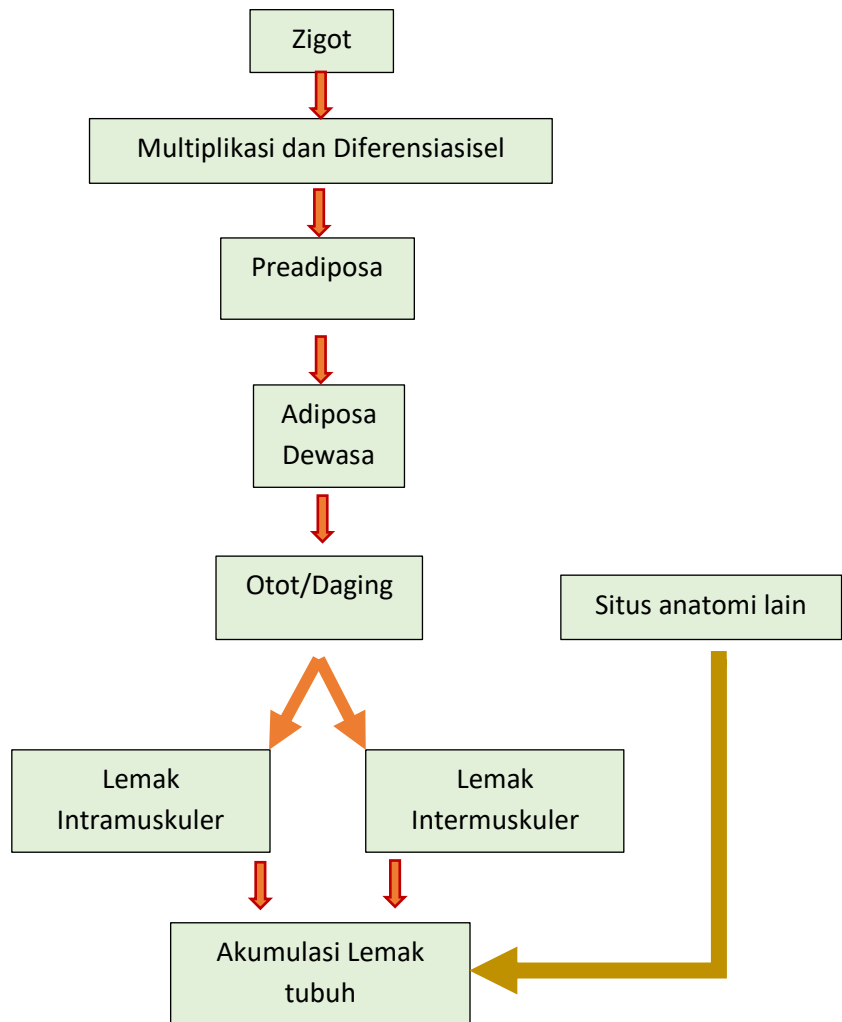 Zigot
Multiplikasi dan Diferensiasisel
Preadiposa
Adiposa
Dewasa
Otot/Daging
Situs anatomi lain
Lemak
Intramuskuler
Lemak
Intermuskuler
Akumulasi Lemak
tubuh